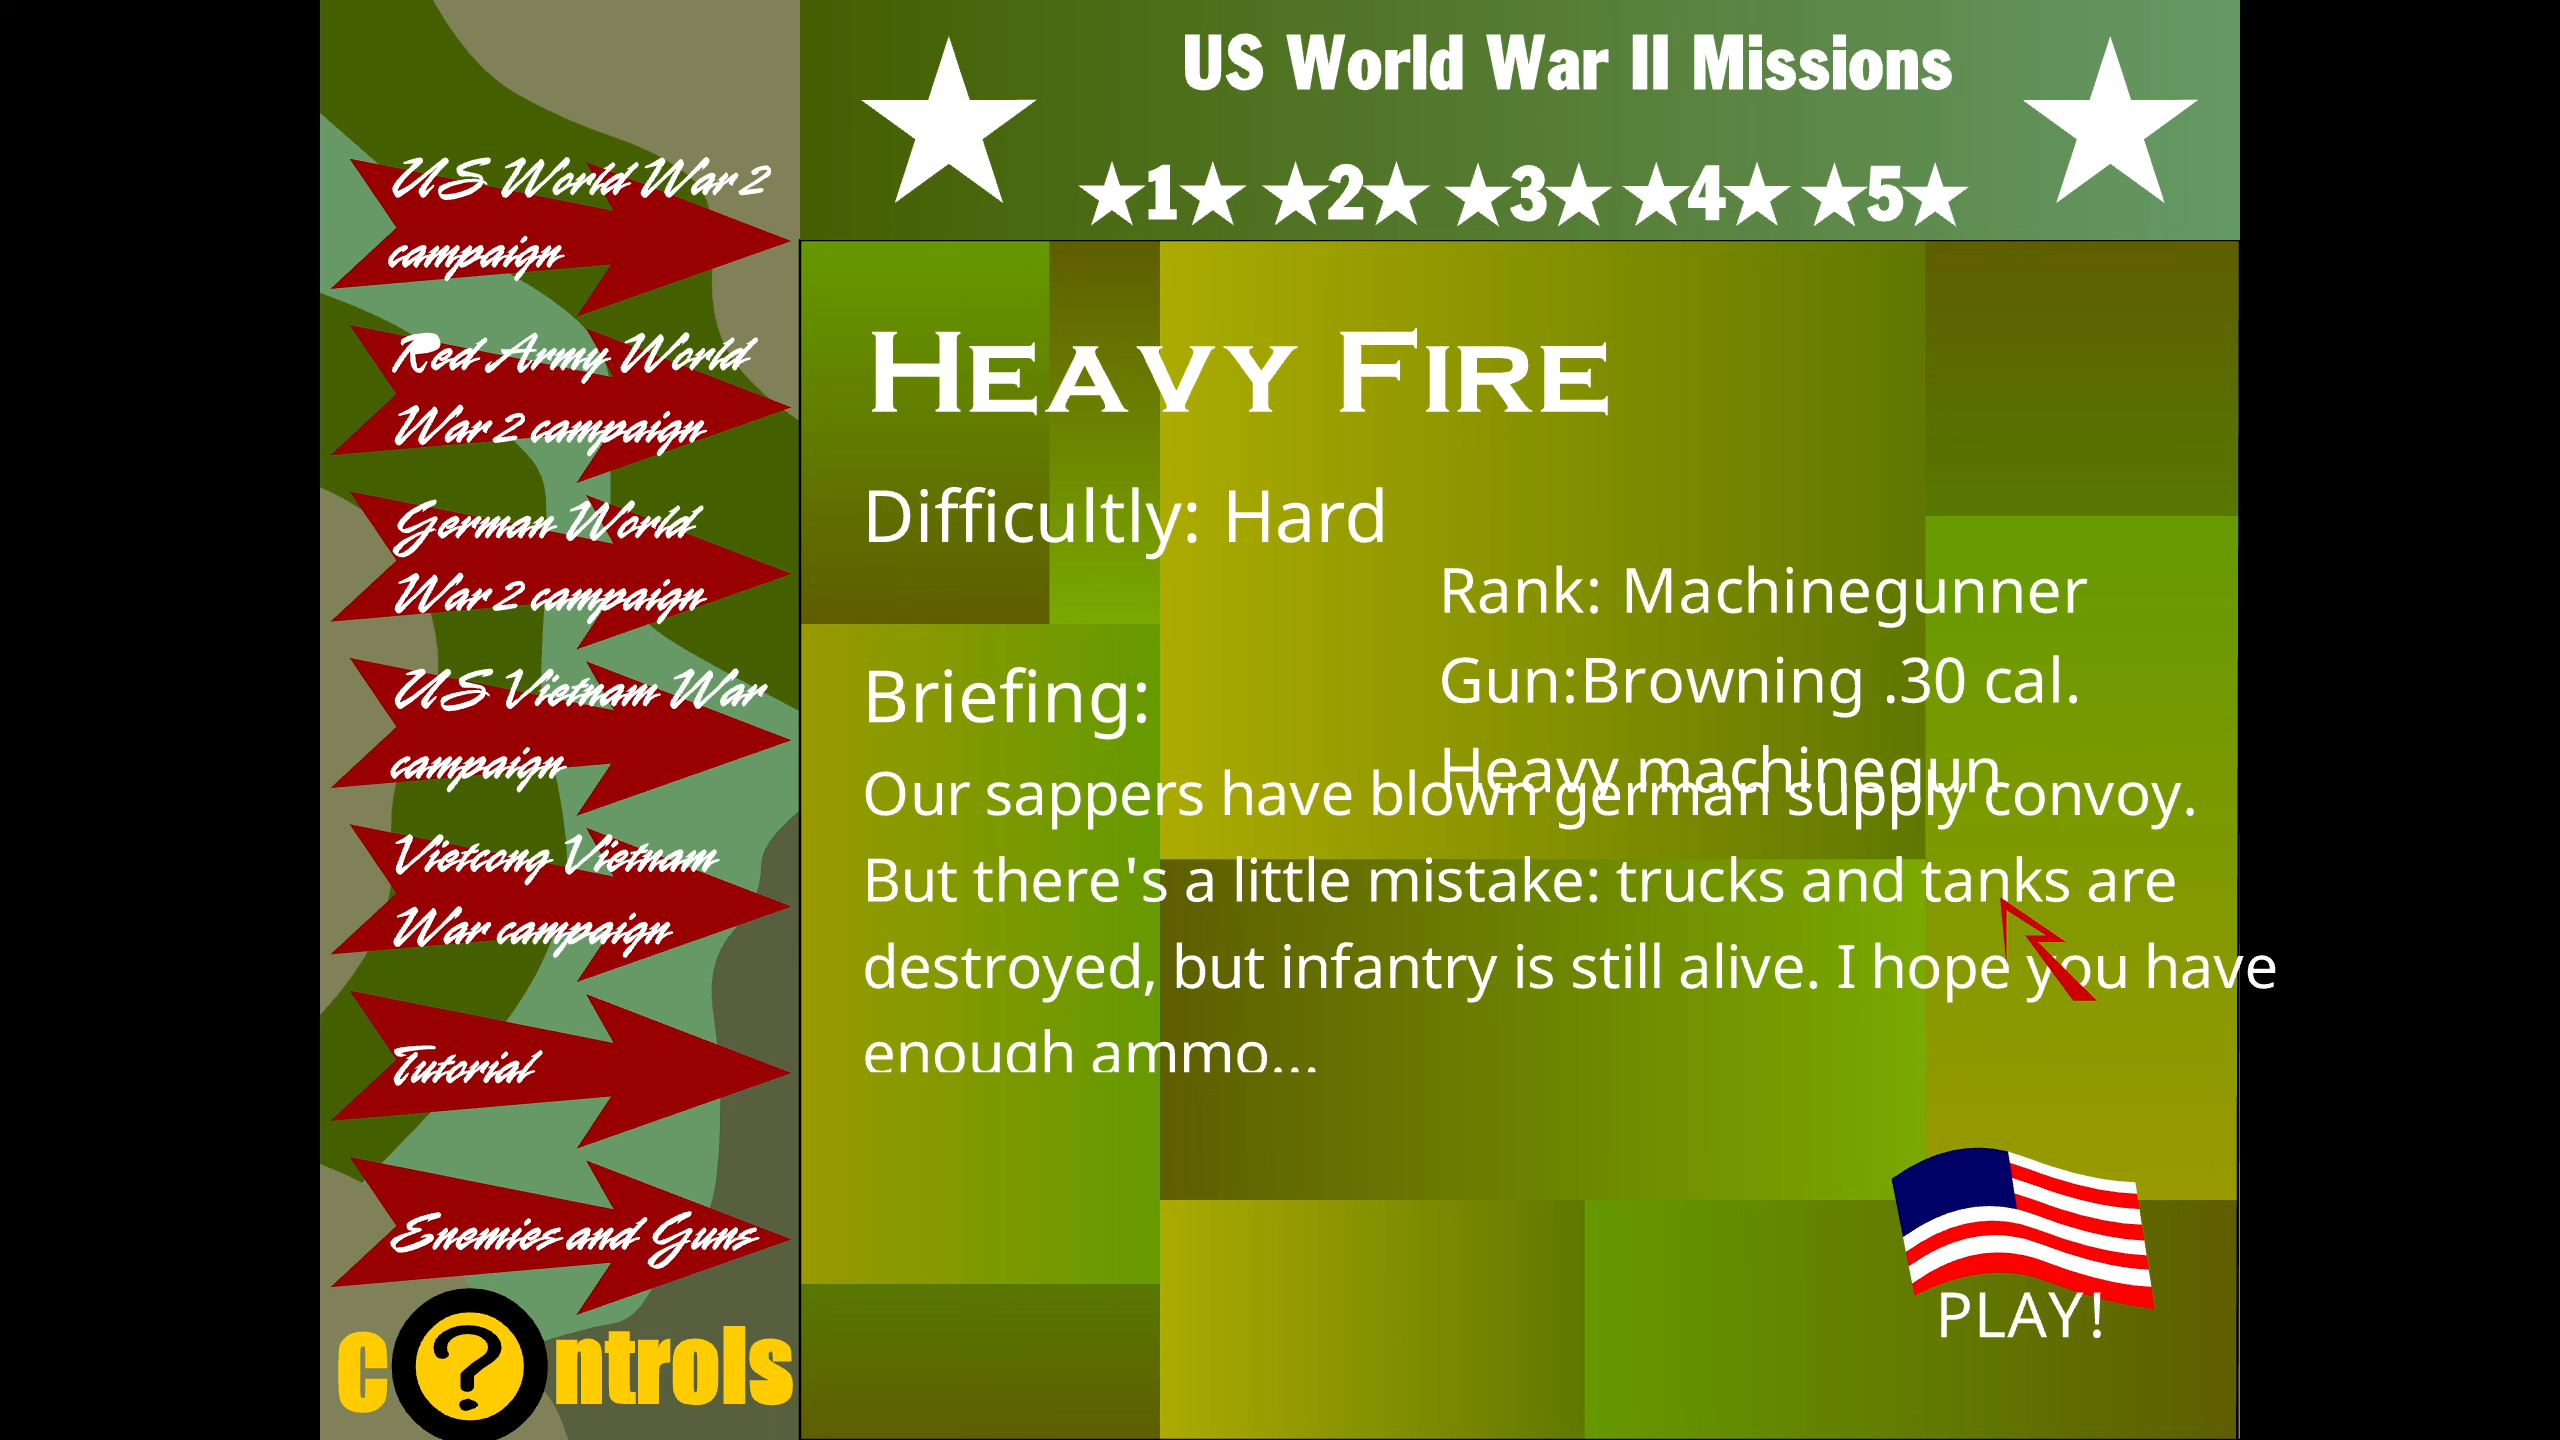 US World War 2
campaign
Red Army World
War 2 campaign
German World
War 2 campaign
US Vietnam War
campaign
Vietcong Vietnam
War campaign
Tutorial
Enemies and Guns
c?ntrols
US World War II Missions
★1★ ★2★ ★3★ ★4★ ★5★
Heavy Fire
Difficultly: Hard
Rank: Machinegunner
Gun:Browning .30 cal.
Heavy machinegun
Briefing:
Our sappers have blown german supply convoy.
But there's a little mistake: trucks and tanks are
destroyed, but infantry is still alive. I hope you have
enough ammo...
PLAY!